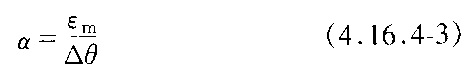 α = ε_m / Δθ (4.16.4-3)